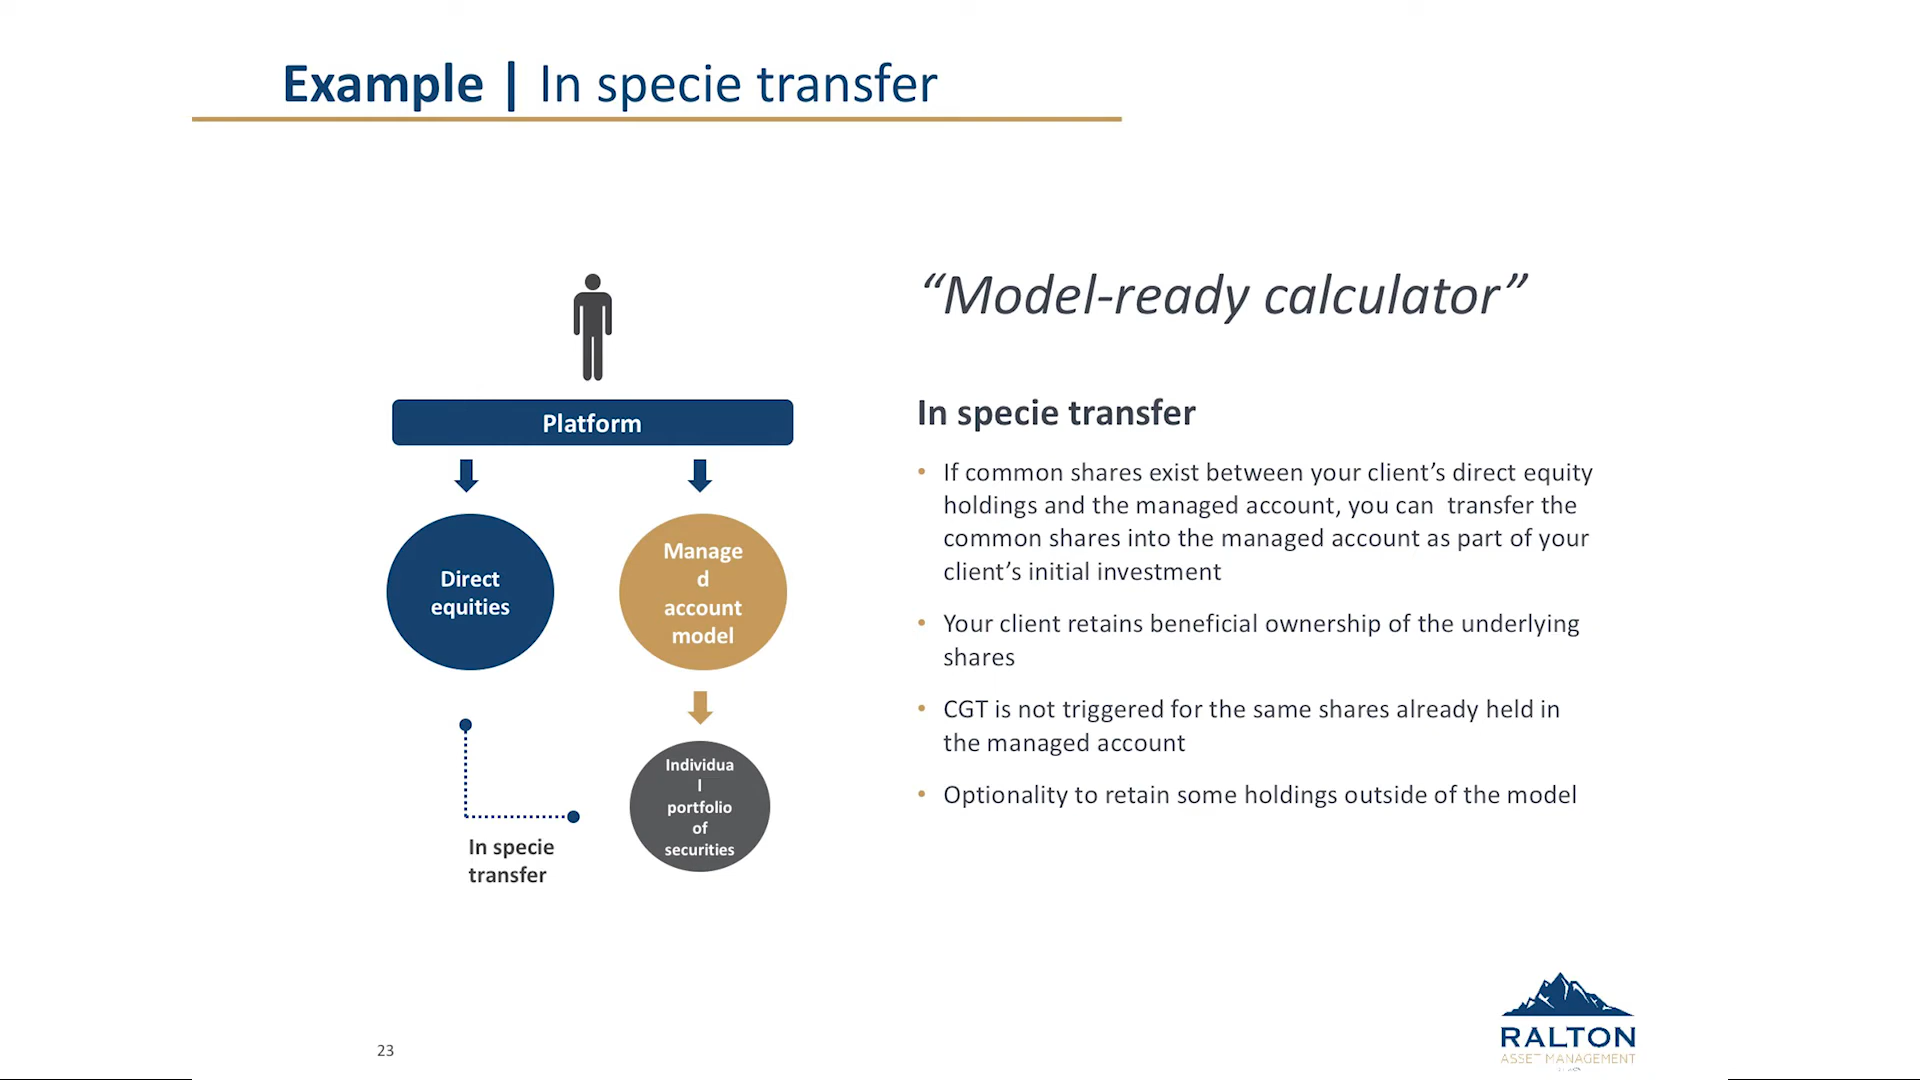 Example | In specie transfer
“Model-ready calculator”
Platform
In specie transfer
• If common shares exist between your client’s direct equity
holdings and the managed account, you can  transfer the
common shares into the managed account as part of your
client’s initial investment
• Your client retains beneficial ownership of the underlying
shares
• CGT is not triggered for the same shares already held in
the managed account
• Optionality to retain some holdings outside of the model
Direct
equities
Manage
d
account
model
Individua
l
portfolio
of
securities
In specie
transfer
23
RALTON
ASSET MANAGEMENT